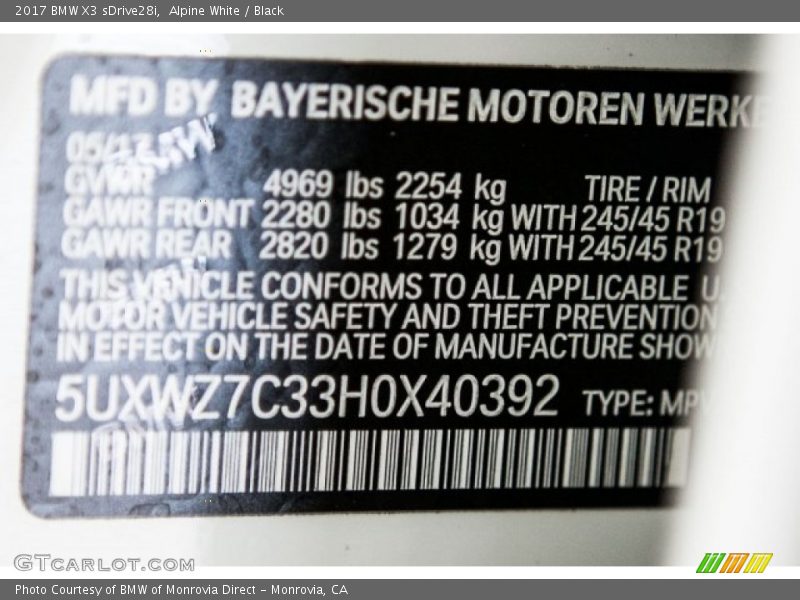 2017 BMW X3 sDrive28i,  Alpine White / Black
MFD BY BAYERISCHE MOTOREN WERKE
05/17
GVWR 4969 lbs 2254 kg TIRE / RIM
GAWR FRONT 2280 lbs 1034 kg WITH 245/45 R19
GAWR REAR 2820 lbs 1279 kg WITH 245/45 R19
THIS VEHICLE CONFORMS TO ALL APPLICABLE U.
MOTOR VEHICLE SAFETY AND THEFT PREVENTION
IN EFFECT ON THE DATE OF MANUFACTURE SHOW
5UXWZ7C33H0X40392 TYPE: MPV
GTCARLOT.COM
Photo Courtesy of BMW of Monrovia Direct - Monrovia, CA